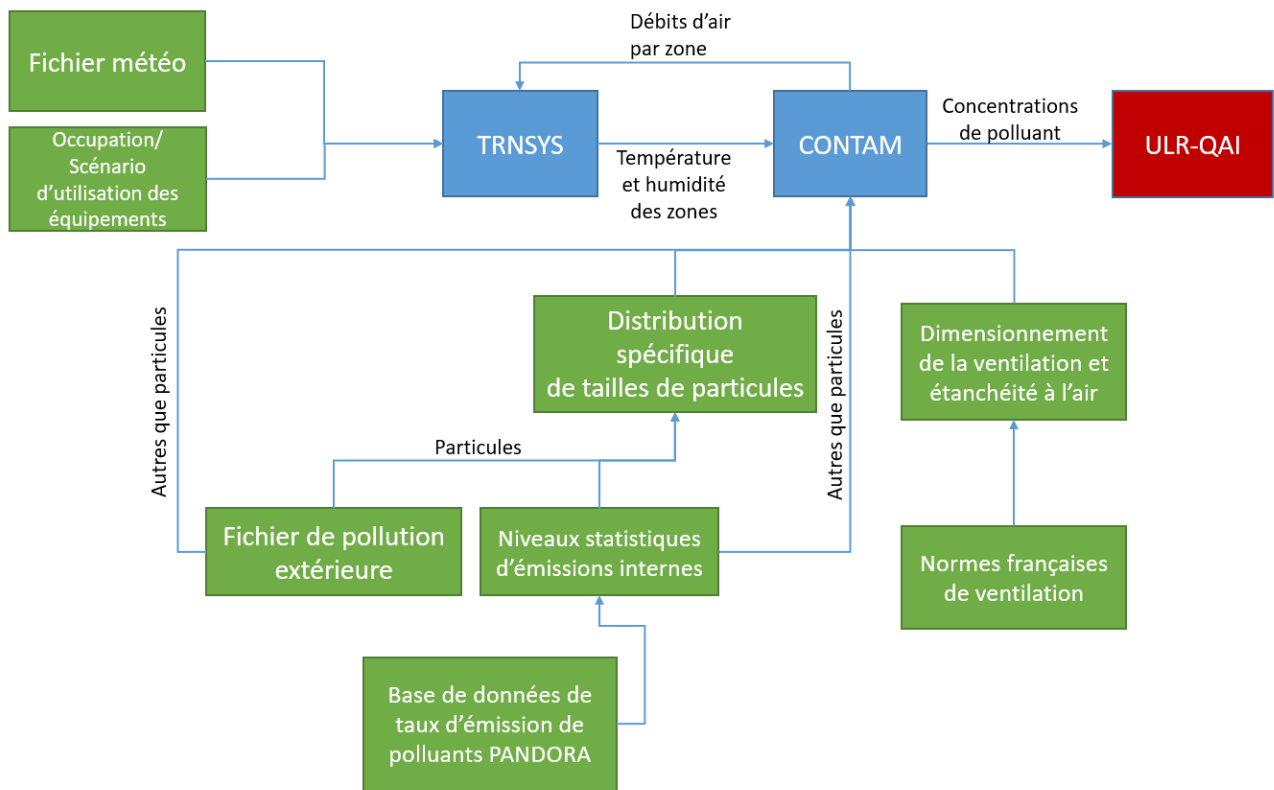 Débits d'air
par zone
Fichier météo
Occupation/
Scénario
d'utilisation des
équipements
TRNSYS
Température
et humidité
des zones
CONTAM
Concentrations
de polluant
ULR-QAI
Autres que particules
Distribution
spécifique
de tailles de particules
Autres que particules
Dimensionnement
de la ventilation et
étanchéité à l'air
Particules
Fichier de pollution
extérieure
Niveaux statistiques
d'émissions internes
Normes françaises
de ventilation
Base de données de
taux d'émission de
polluants PANDORA